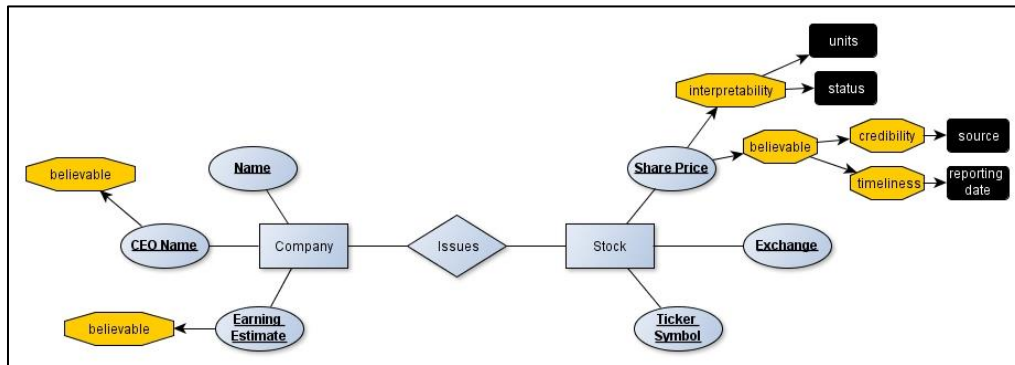 units
interpretability
status
believable
credibility
source
believable
Name
Share Price
timeliness
reporting
date
CEO Name
Company
Issues
Stock
Exchange
believable
Earning
Estimate
Ticker
Symbol